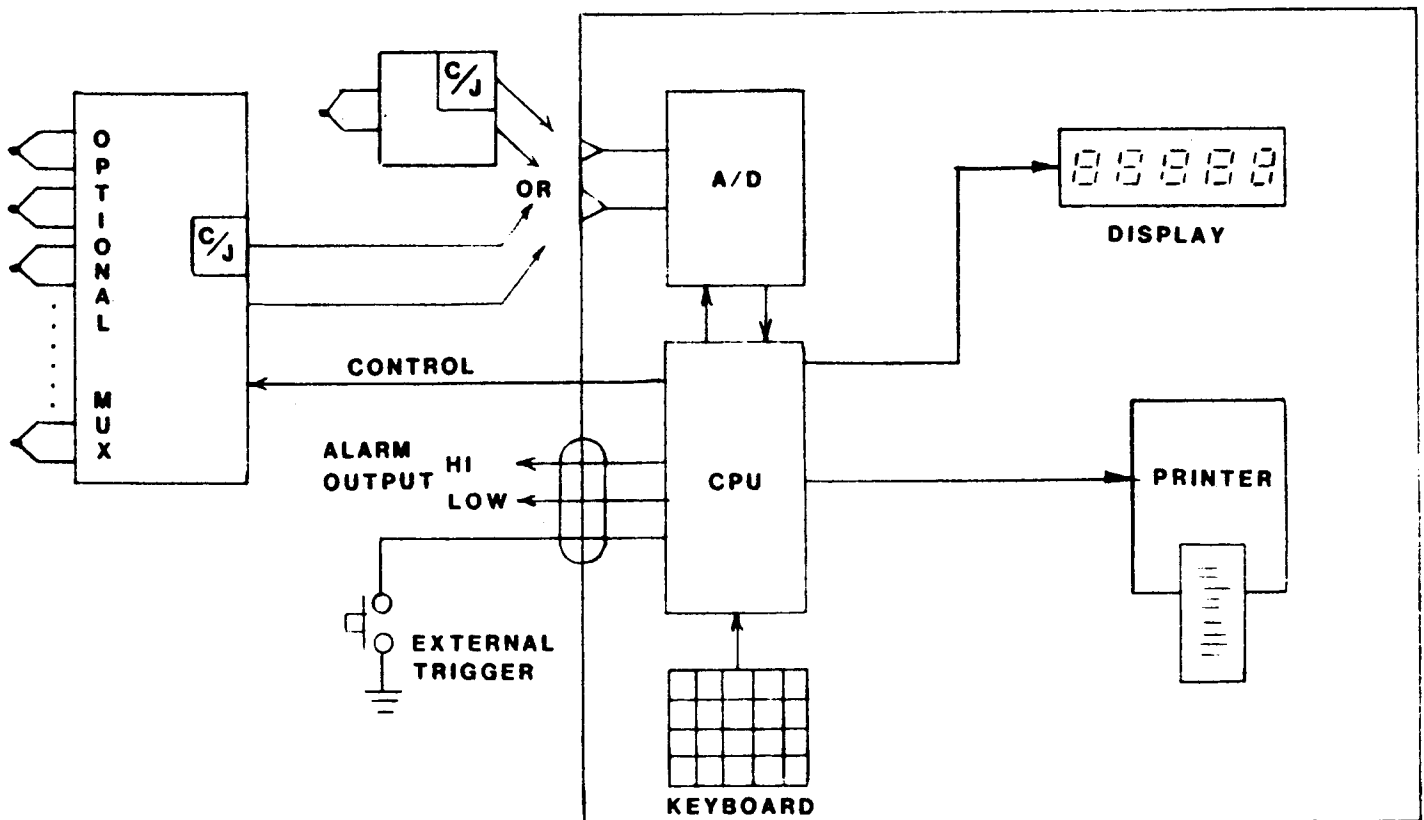 C/J
OPTIONAL MUX
C/J
OR
A/D
DISPLAY
CONTROL
ALARM
OUTPUT
HI
LOW
CPU
PRINTER
EXTERNAL
TRIGGER
KEYBOARD